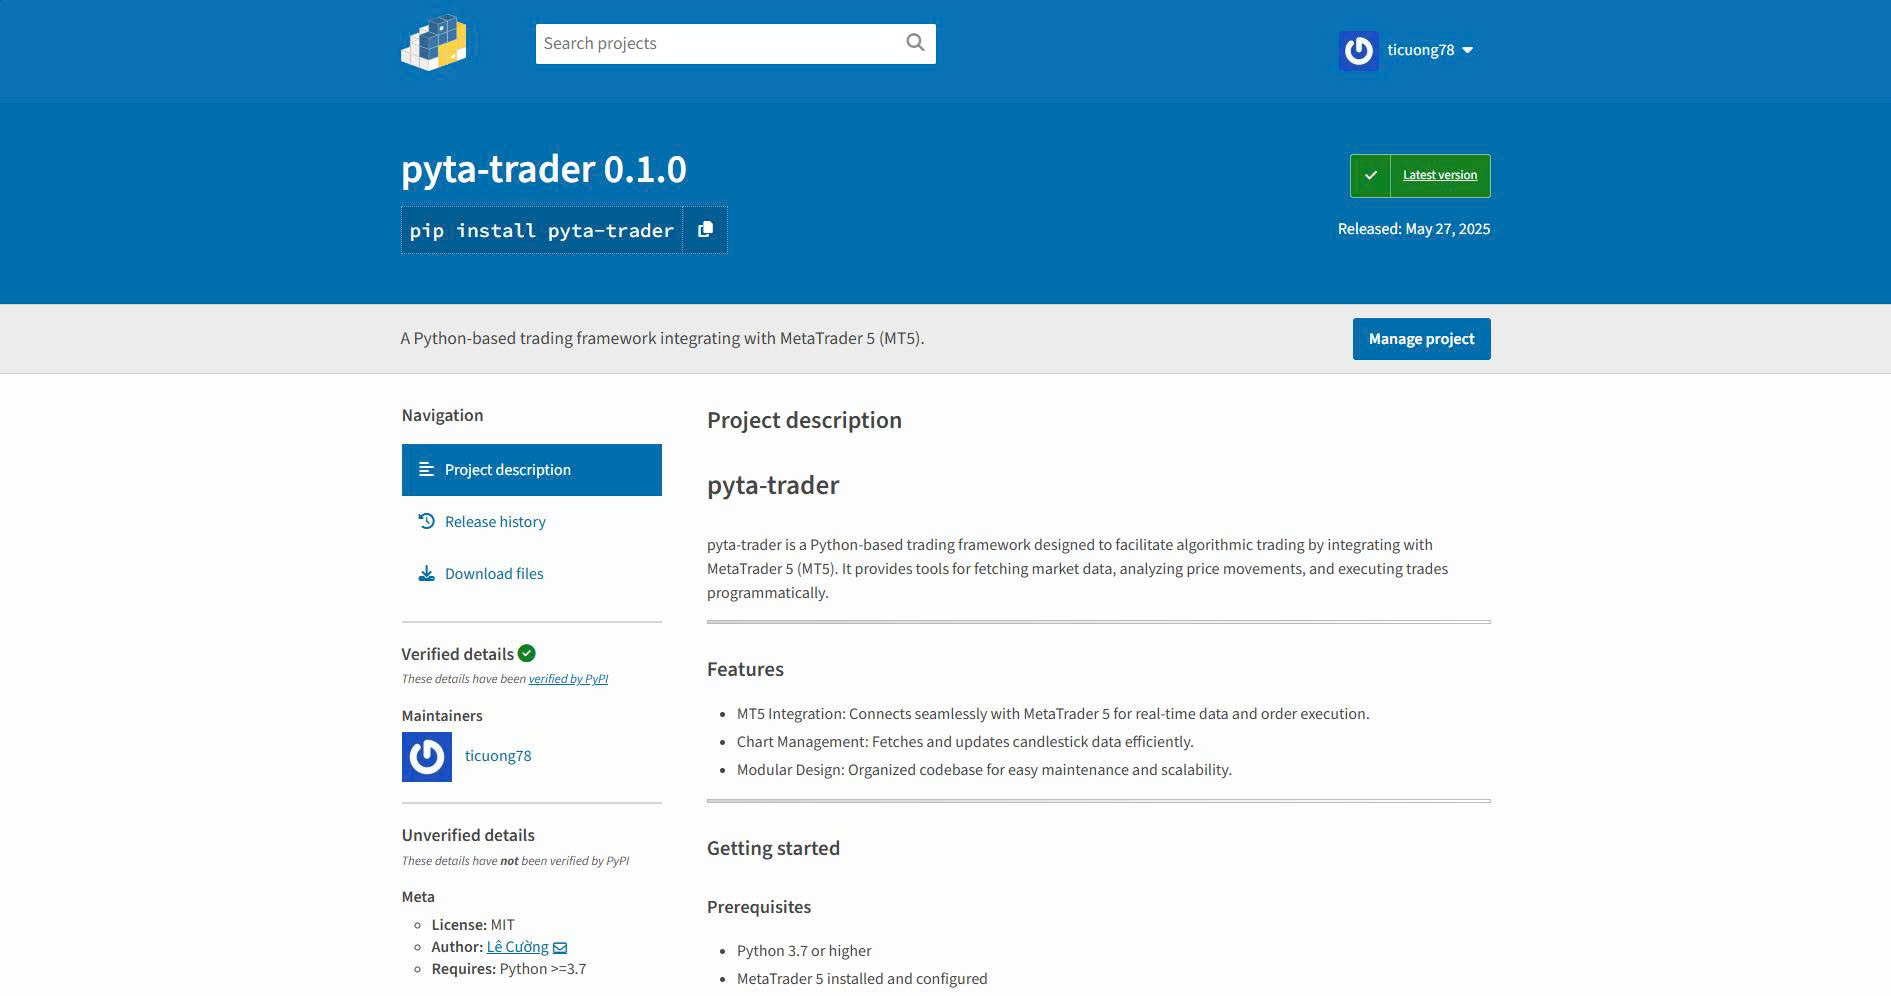 Search projects
ticuong78
pyta-trader 0.1.0
pip install pyta-trader
Latest version
Released: May 27, 2025
A Python-based trading framework integrating with MetaTrader 5 (MT5).
Manage project
Navigation
Project description
Release history
Download files
Verified details
These details have been verified by PyPI
Maintainers
ticuong78
Unverified details
These details have not been verified by PyPI
Meta
License: MIT
Author: Lê Cường
Requires: Python >=3.7
Project description
pyta-trader
pyta-trader is a Python-based trading framework designed to facilitate algorithmic trading by integrating with
MetaTrader 5 (MT5). It provides tools for fetching market data, analyzing price movements, and executing trades
programmatically.
Features
MT5 Integration: Connects seamlessly with MetaTrader 5 for real-time data and order execution.
Chart Management: Fetches and updates candlestick data efficiently.
Modular Design: Organized codebase for easy maintenance and scalability.
Getting started
Prerequisites
Python 3.7 or higher
MetaTrader 5 installed and configured